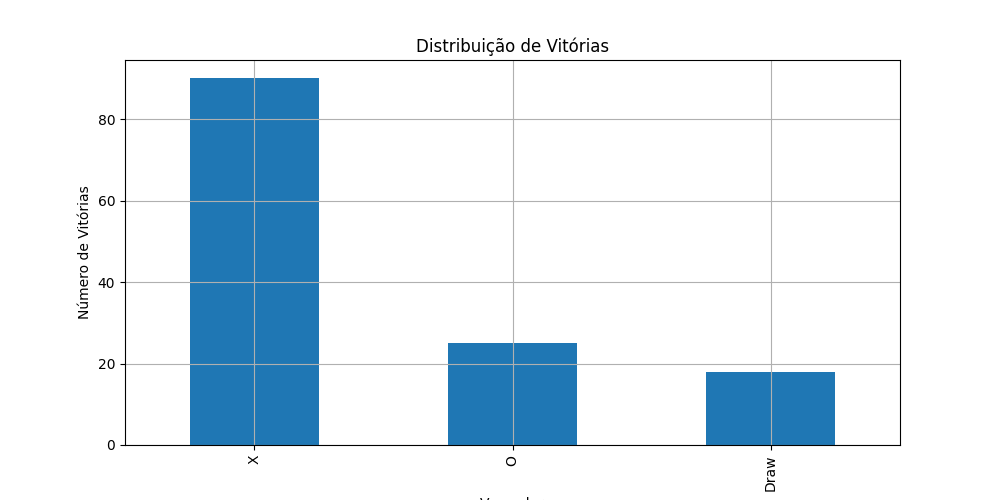 Distribuição de Vitórias
Número de Vitórias
80
60
40
20
0
X
O
Draw